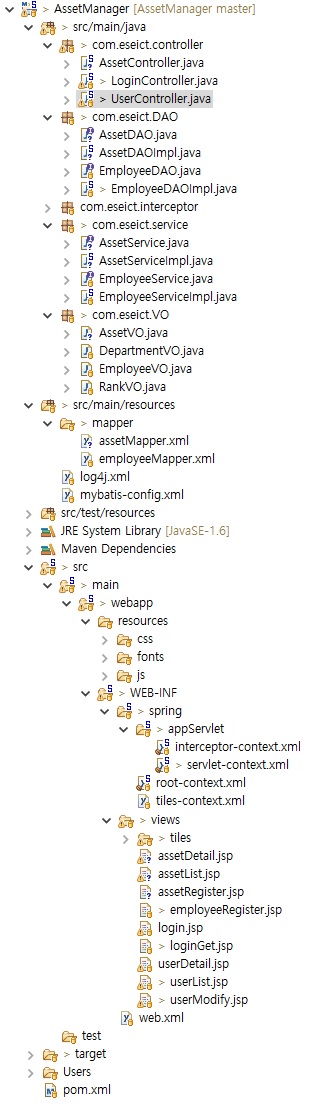 > AssetManager [AssetManager master]
> src/main/java
> com.eseict.controller
AssetController.java
> LoginController.java
> UserController.java
> com.eseict.DAO
AssetDAO.java
AssetDAOImpl.java
EmployeeDAO.java
> EmployeeDAOImpl.java
com.eseict.interceptor
> com.eseict.service
AssetService.java
AssetServiceImpl.java
EmployeeService.java
EmployeeServiceImpl.java
> com.eseict.VO
AssetVO.java
DepartmentVO.java
EmployeeVO.java
RankVO.java
> src/main/resources
> mapper
assetMapper.xml
employeeMapper.xml
log4j.xml
mybatis-config.xml
src/test/resources
JRE System Library [JavaSE-1.6]
Maven Dependencies
> src
> main
> webapp
resources
> css
> fonts
> js
> WEB-INF
> spring
> appServlet
interceptor-context.xml
> servlet-context.xml
root-context.xml
tiles-context.xml
> views
> tiles
assetDetail.jsp
assetList.jsp
assetRegister.jsp
> employeeRegister.jsp
login.jsp
> loginGet.jsp
userDetail.jsp
> userList.jsp
> userModify.jsp
web.xml
test
> target
Users
pom.xml